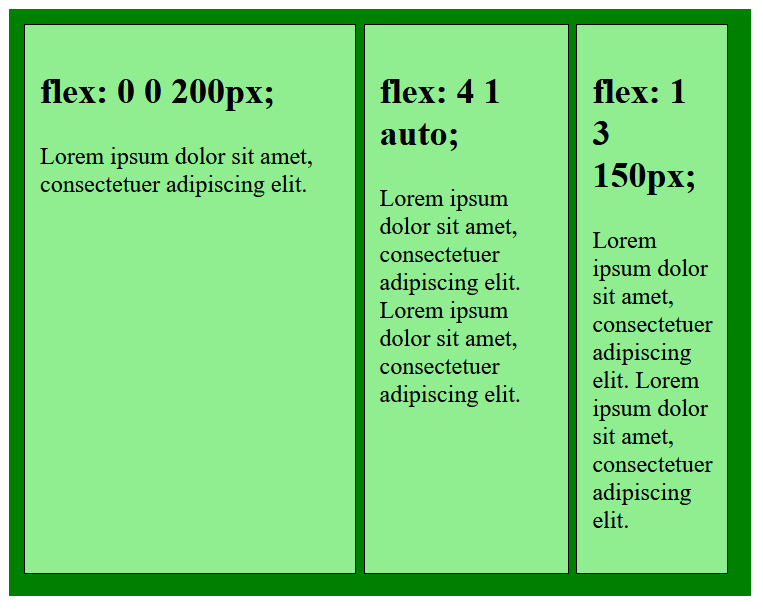 flex: 0 0 200px;
Lorem ipsum dolor sit amet,
consectetuer adipiscing elit.
flex: 4 1
auto;
Lorem ipsum
dolor sit amet,
consectetuer
adipiscing elit.
Lorem ipsum
dolor sit amet,
consectetuer
adipiscing elit.
flex: 1
3
150px;
Lorem
ipsum dolor
sit amet,
consectetuer
adipiscing
elit. Lorem
ipsum dolor
sit amet,
consectetuer
adipiscing
elit.